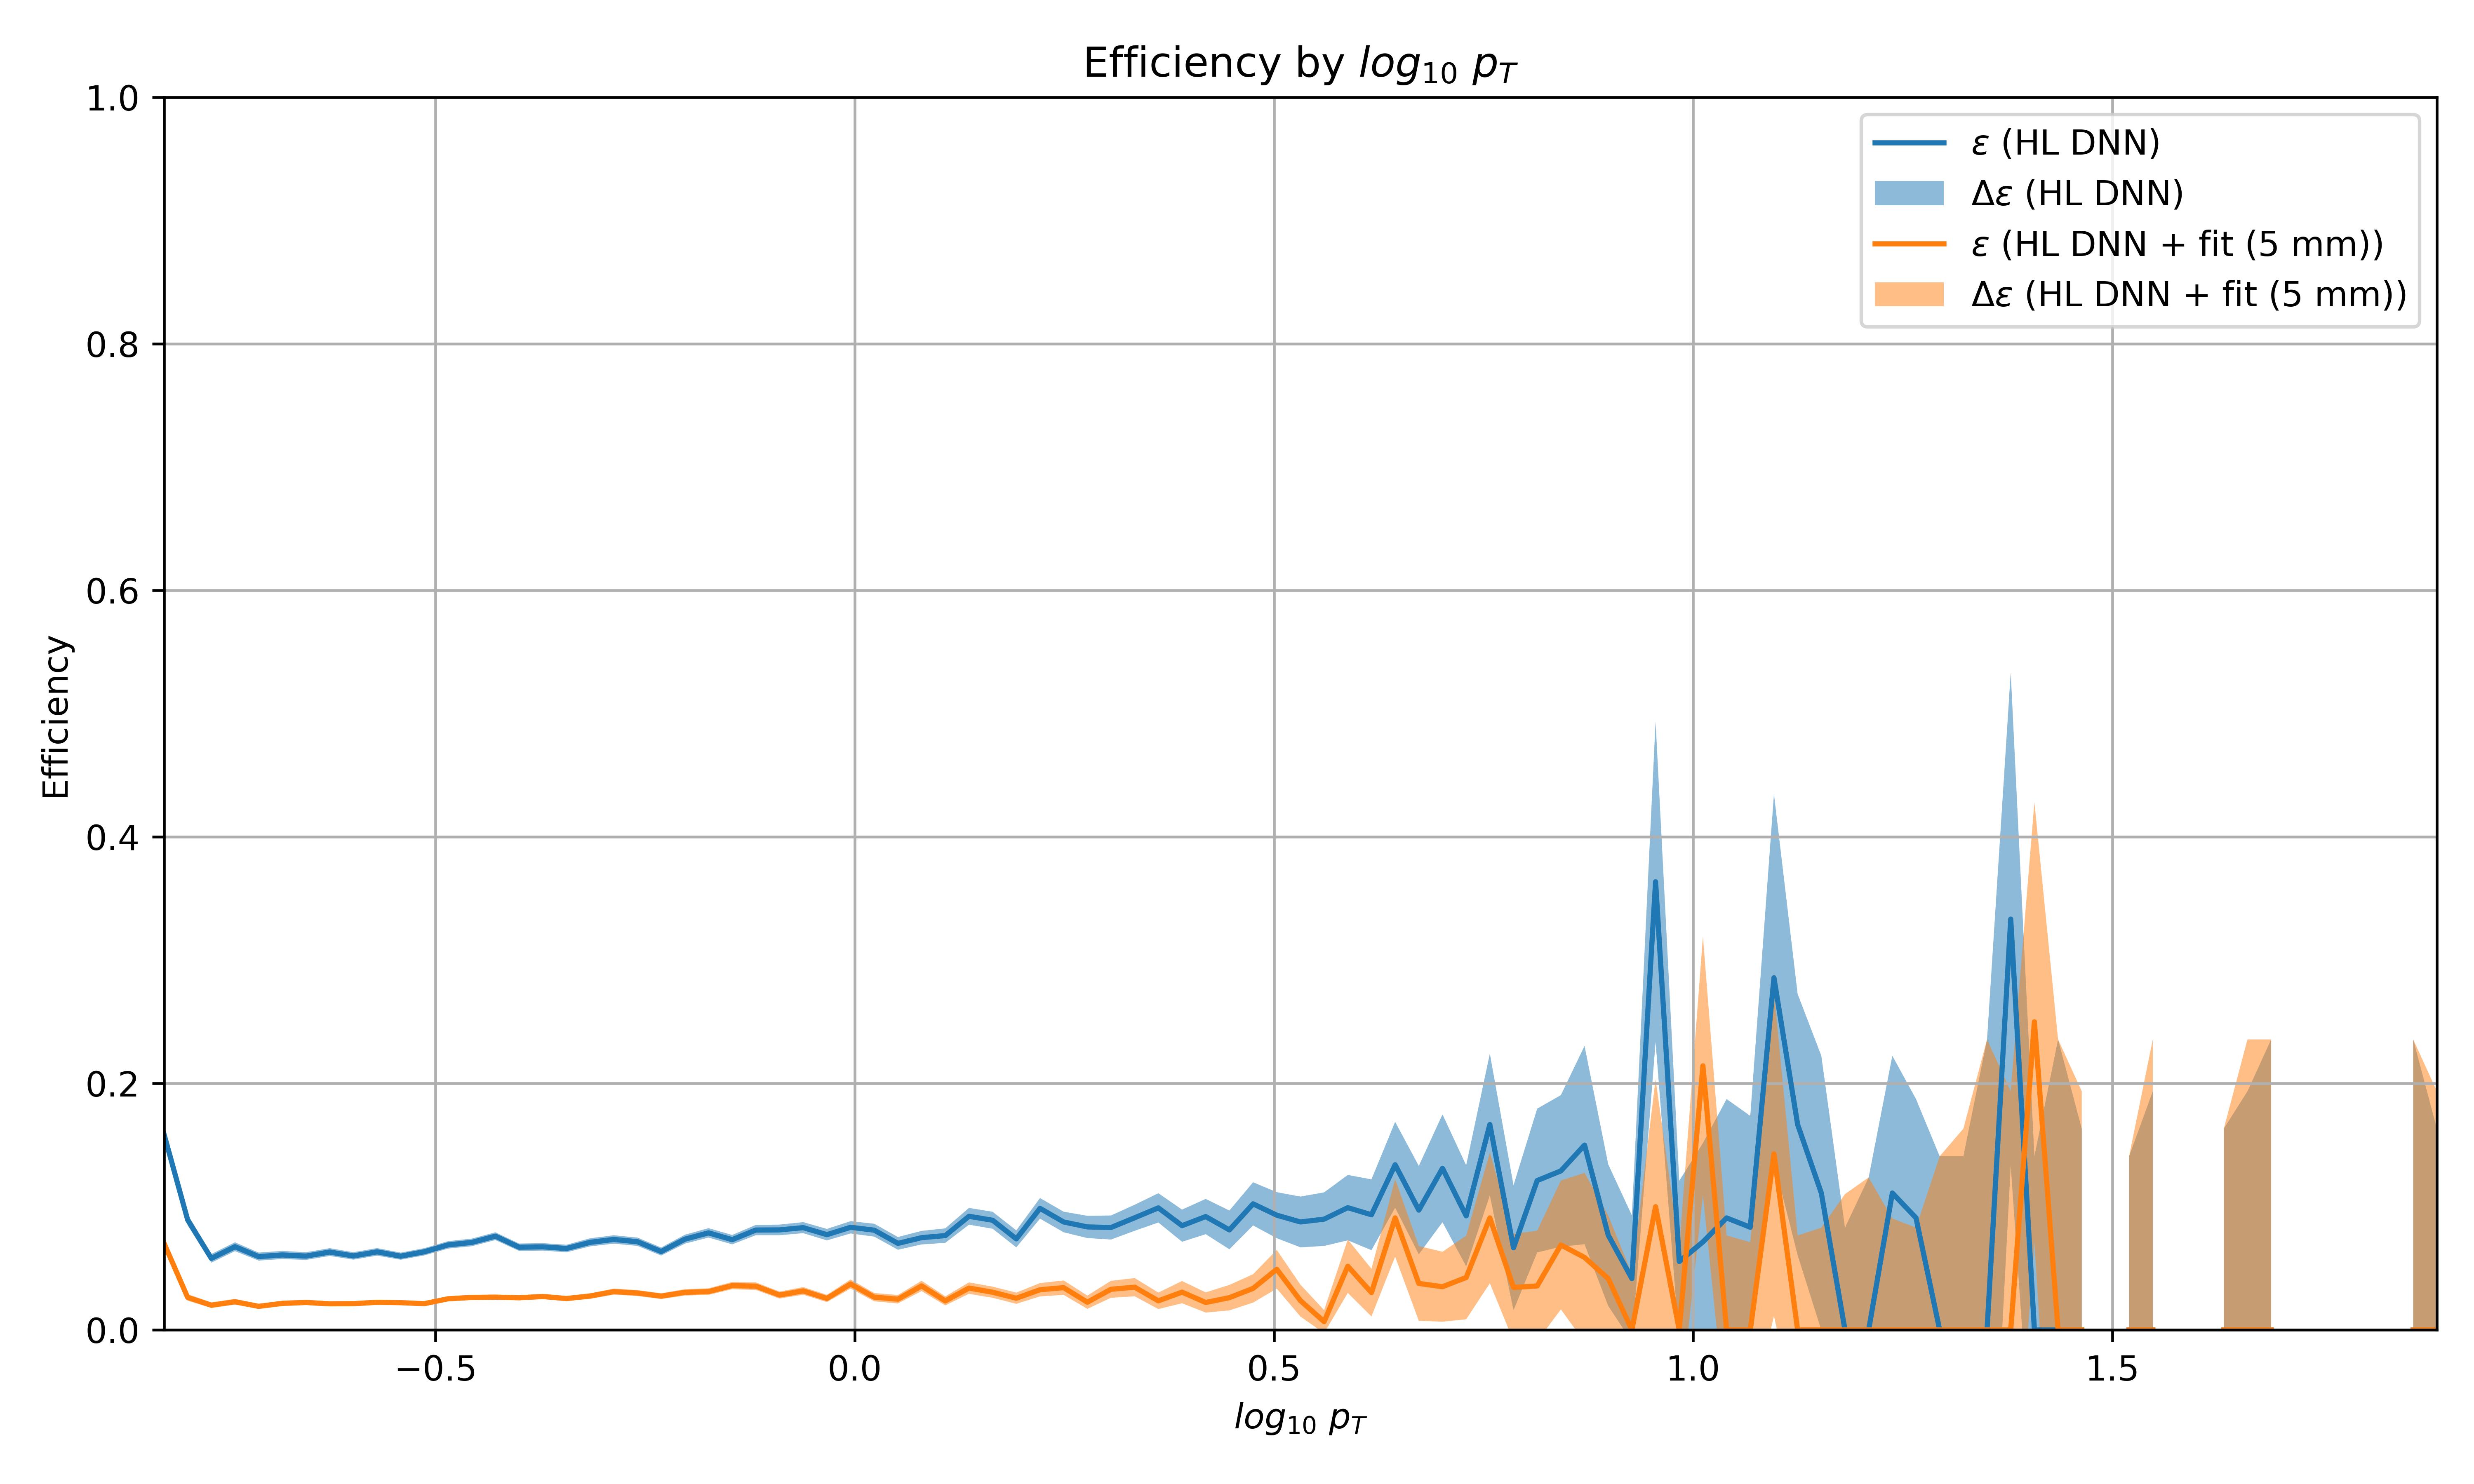 Efficiency by log₁₀ p_T
1.0
0.8
0.6
0.4
0.2
0.0
Efficiency
−0.5
0.0
0.5
1.0
1.5
log₁₀ p_T
ε (HL DNN)
Δε (HL DNN)
ε (HL DNN + fit (5 mm))
Δε (HL DNN + fit (5 mm))